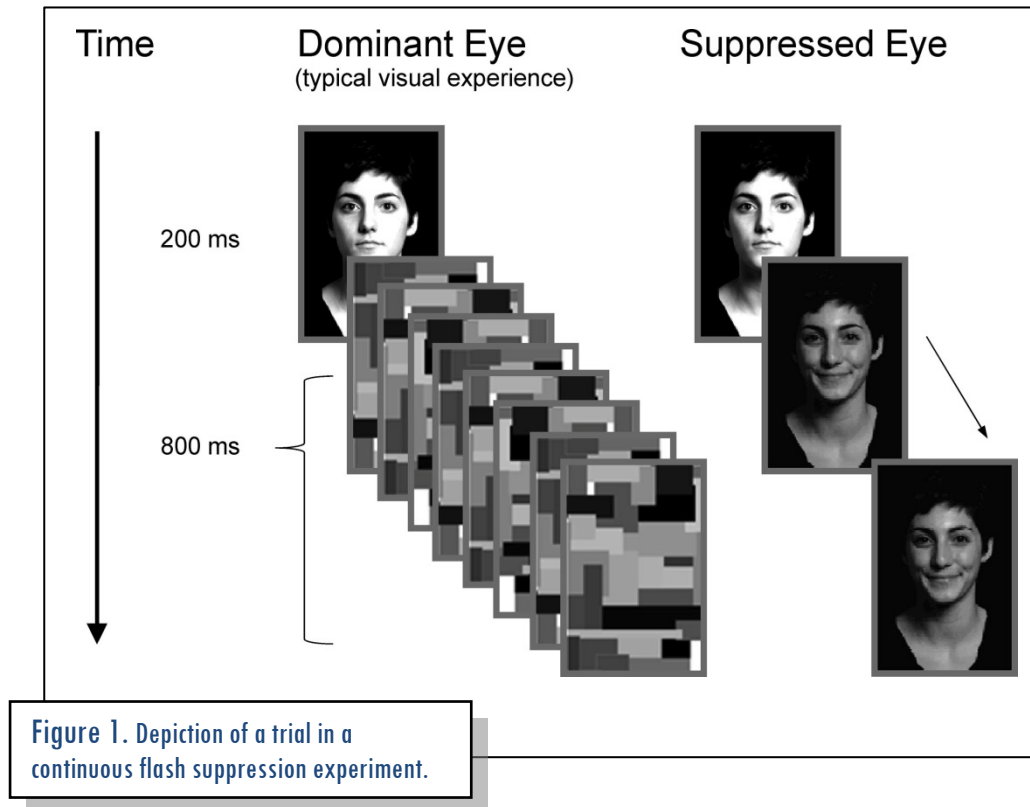 Time
Dominant Eye
(typical visual experience)
Suppressed Eye
200 ms
800 ms
Figure 1. Depiction of a trial in a
continuous flash suppression experiment.